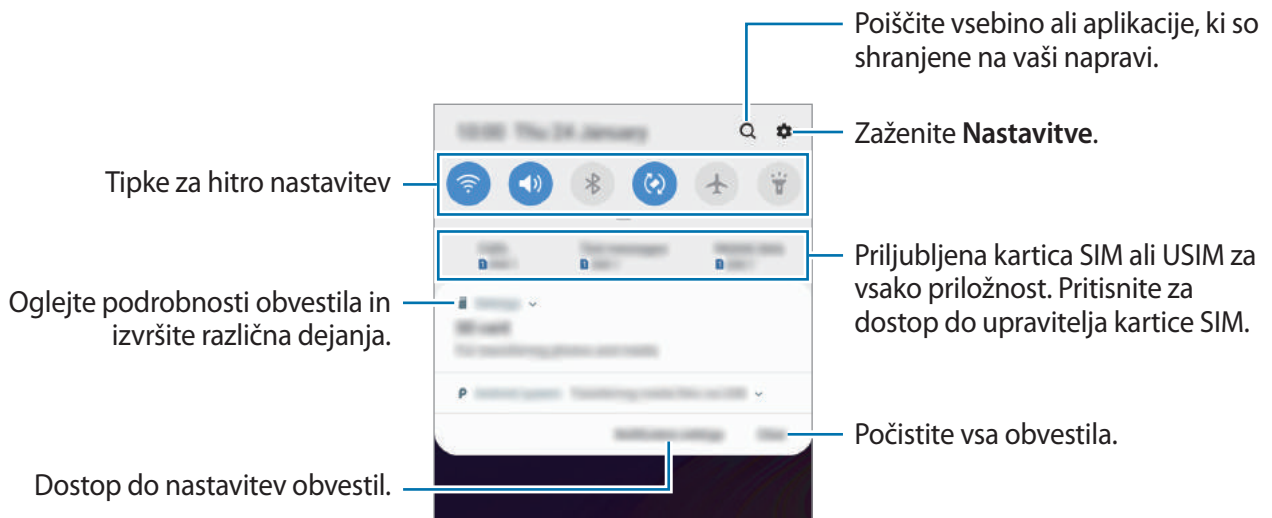 Poiščite vsebino ali aplikacije, ki so
shranjene na vaši napravi.
Zaženite Nastavitve.
Tipke za hitro nastavitev
Priljubljena kartica SIM ali USIM za
vsako priložnost. Pritisnite za
dostop do upravitelja kartice SIM.
Oglejte podrobnosti obvestila in
izvršite različna dejanja.
Počistite vsa obvestila.
Dostop do nastavitev obvestil.